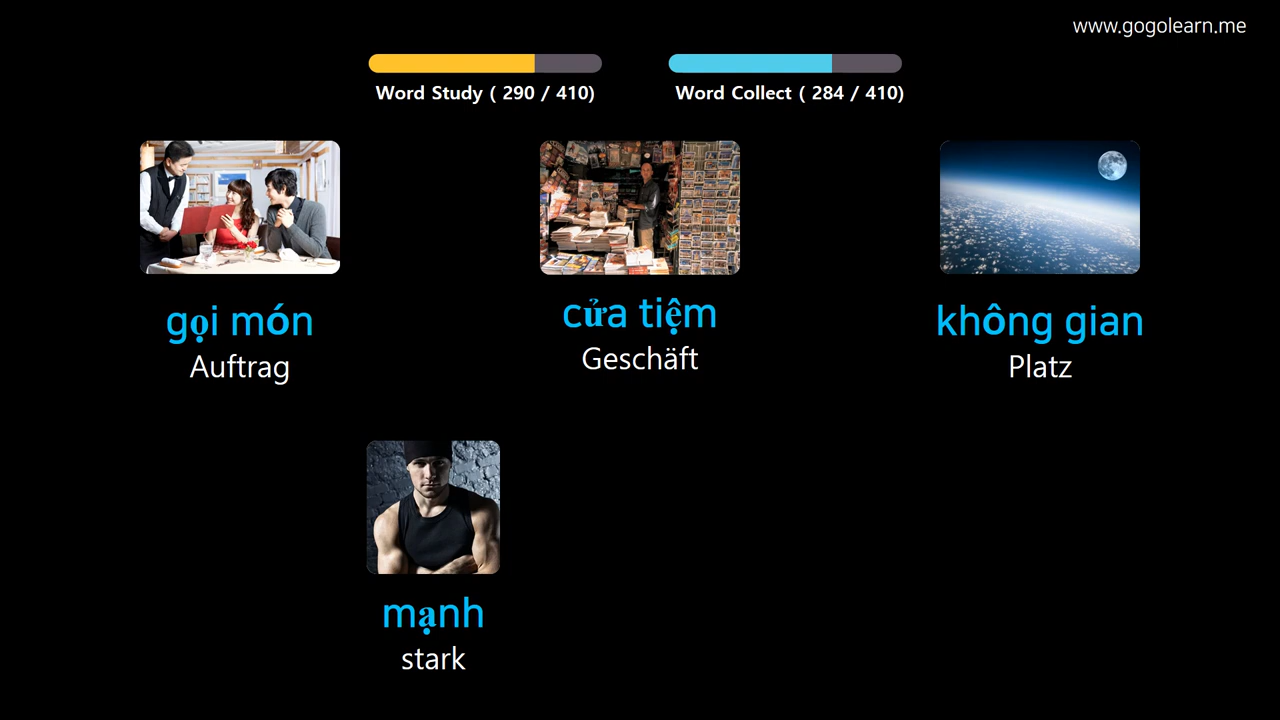 www.gogolearn.me
Word Study ( 290 / 410)
Word Collect ( 284 / 410)
gọi món
Auftrag
cửa tiệm
Geschäft
không gian
Platz
mạnh
stark